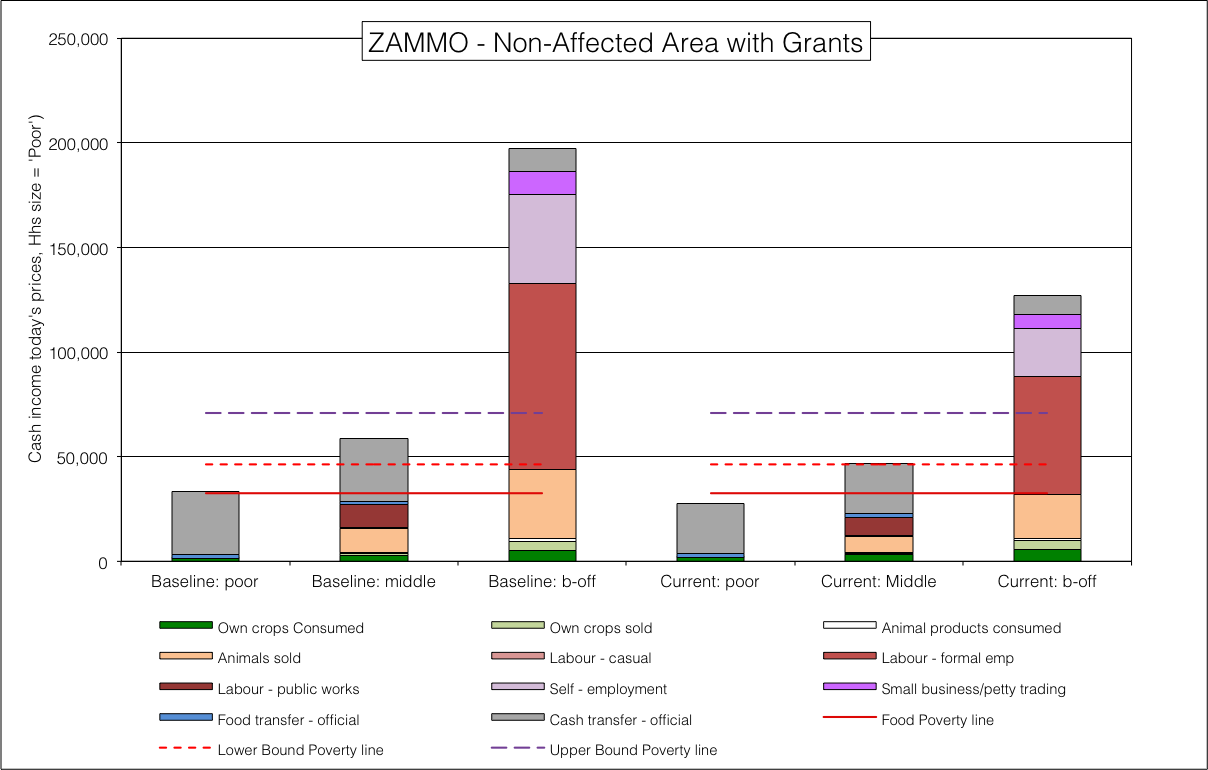 ZAMMO - Non-Affected Area with Grants
Cash income today's prices, Hhs size = 'Poor')
250,000
200,000
150,000
100,000
50,000
0
Baseline: poor Baseline: middle Baseline: b-off Current: poor Current: Middle Current: b-off
Own crops Consumed Own crops sold Animal products consumed
Animals sold Labour - casual Labour - formal emp
Labour - public works Self - employment Small business/petty trading
Food transfer - official Cash transfer - official Food Poverty line
Lower Bound Poverty line Upper Bound Poverty line